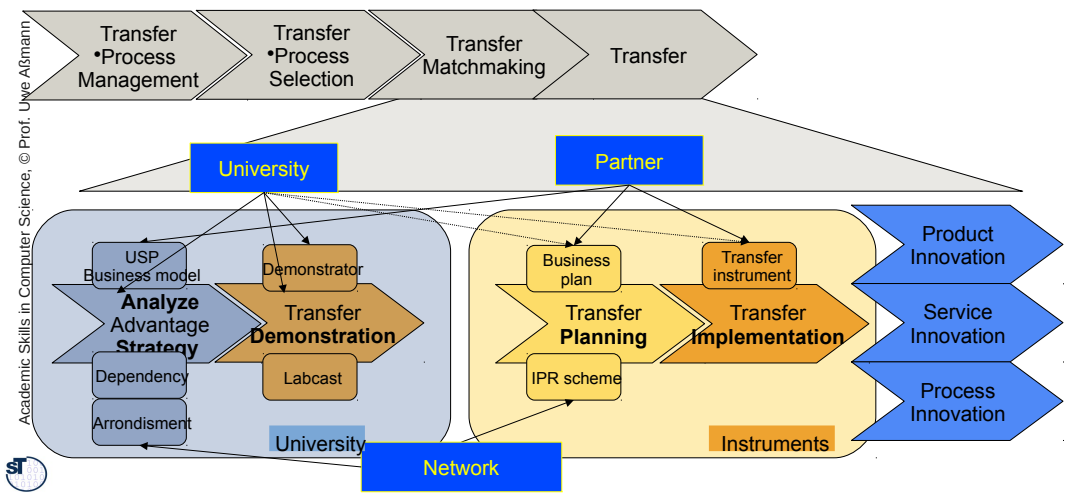 Transfer
•Process
Management
Transfer
•Process
Selection
Transfer
Matchmaking
Transfer
Academic Skills in Computer Science, © Prof. Uwe Aßmann
University
Partner
USP
Business model
Analyze
Advantage
Strategy
Dependency
Arrondisment
Demonstrator
Transfer
Demonstration
Labcast
University
Business
plan
Transfer
Planning
IPR scheme
Transfer
instrument
Transfer
Implementation
Instruments
Network
Product
Innovation
Service
Innovation
Process
Innovation
sT